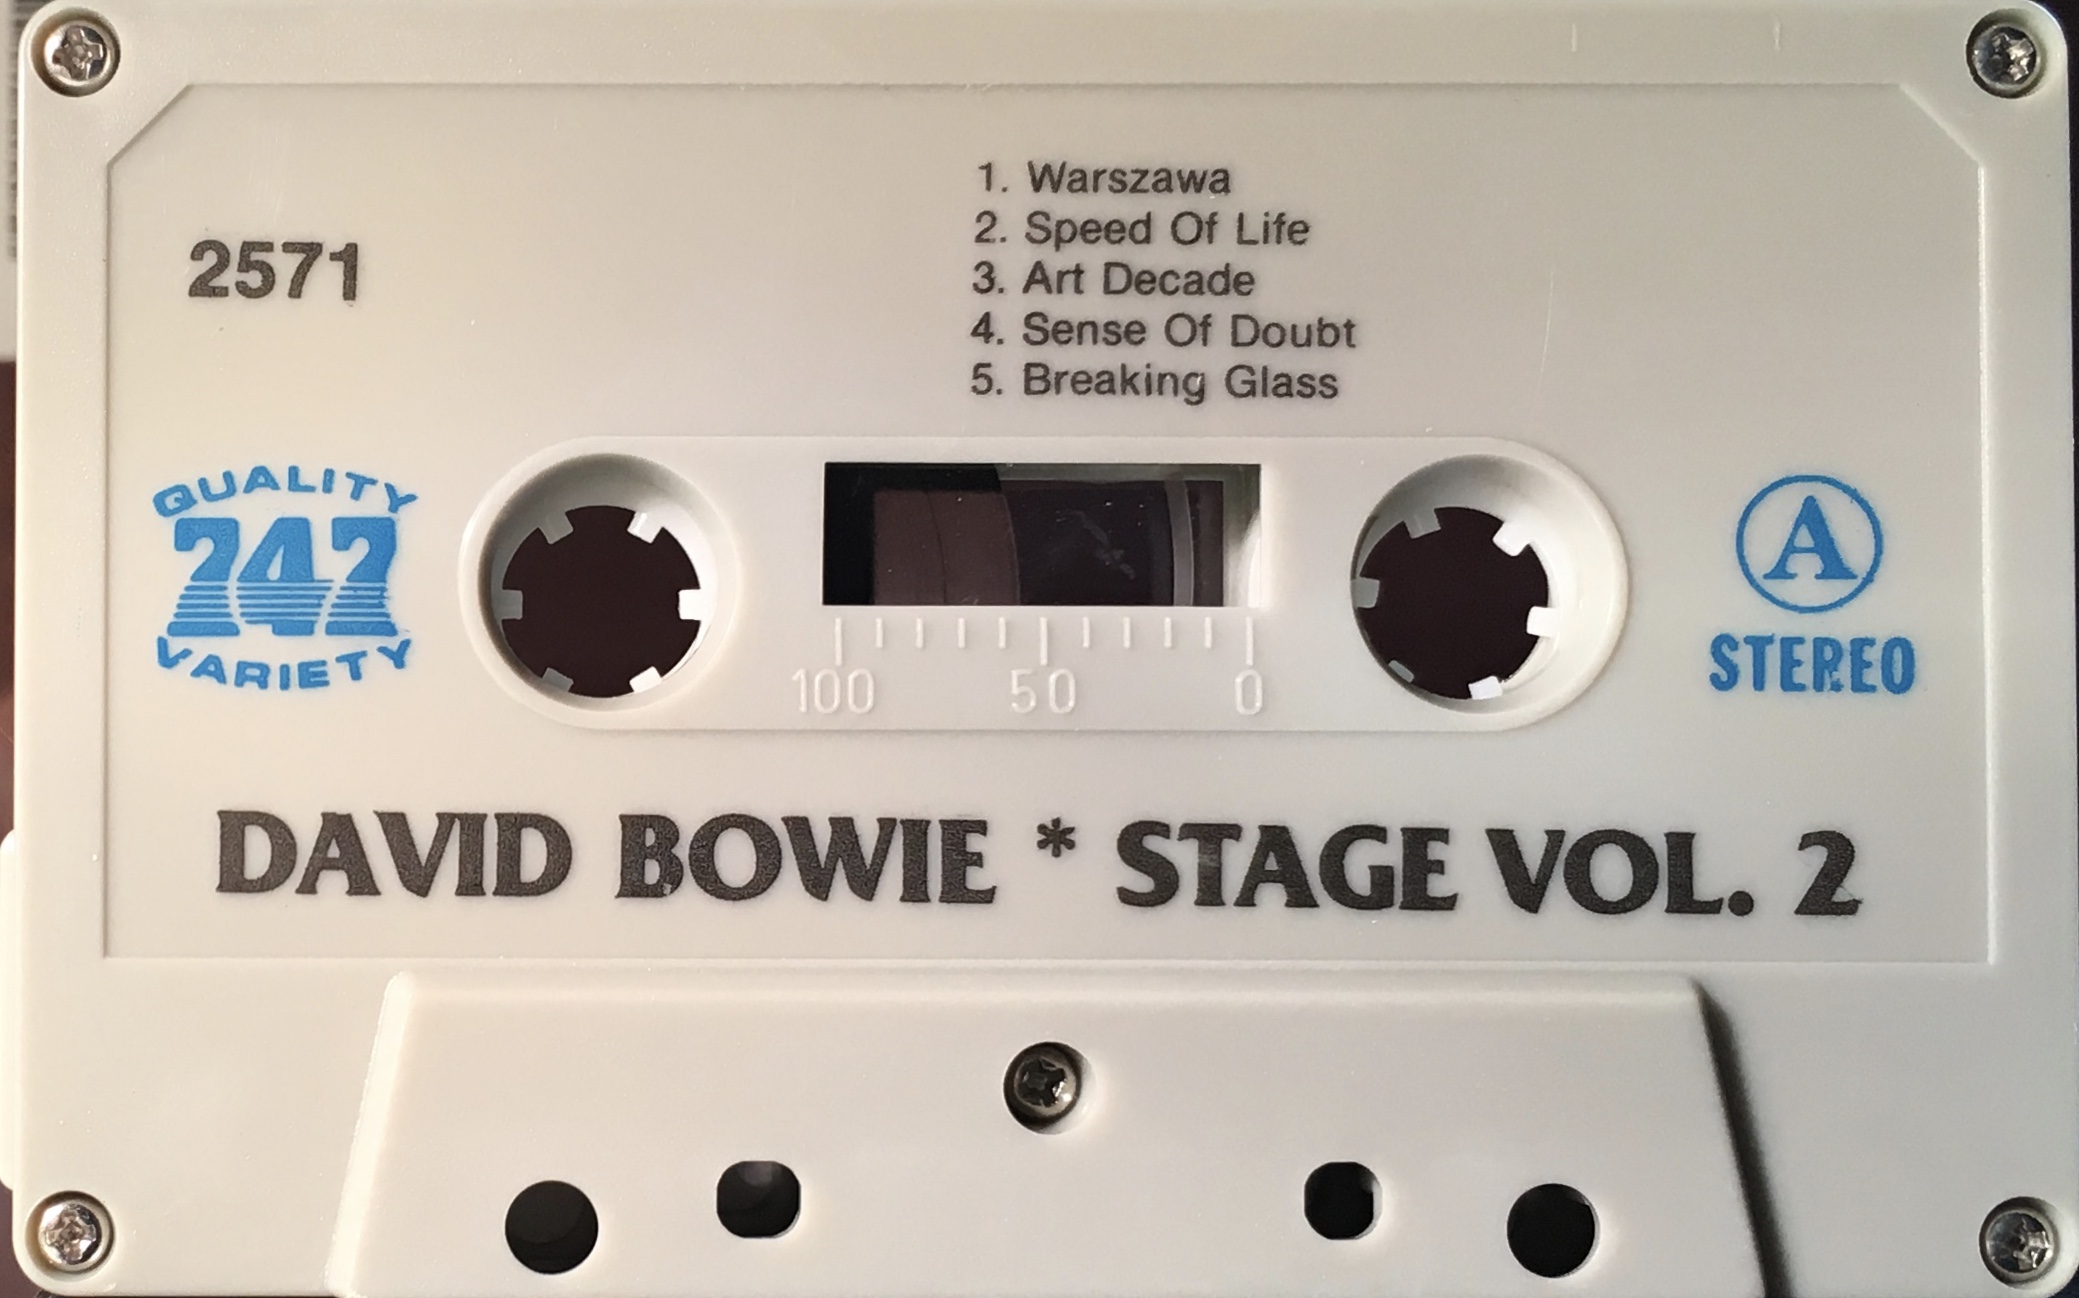 1. Warszawa
2. Speed Of Life
3. Art Decade
4. Sense Of Doubt
5. Breaking Glass
2571
QUALITY
242
VARIETY
A
STEREO
100 50 0
DAVID BOWIE * STAGE VOL. 2